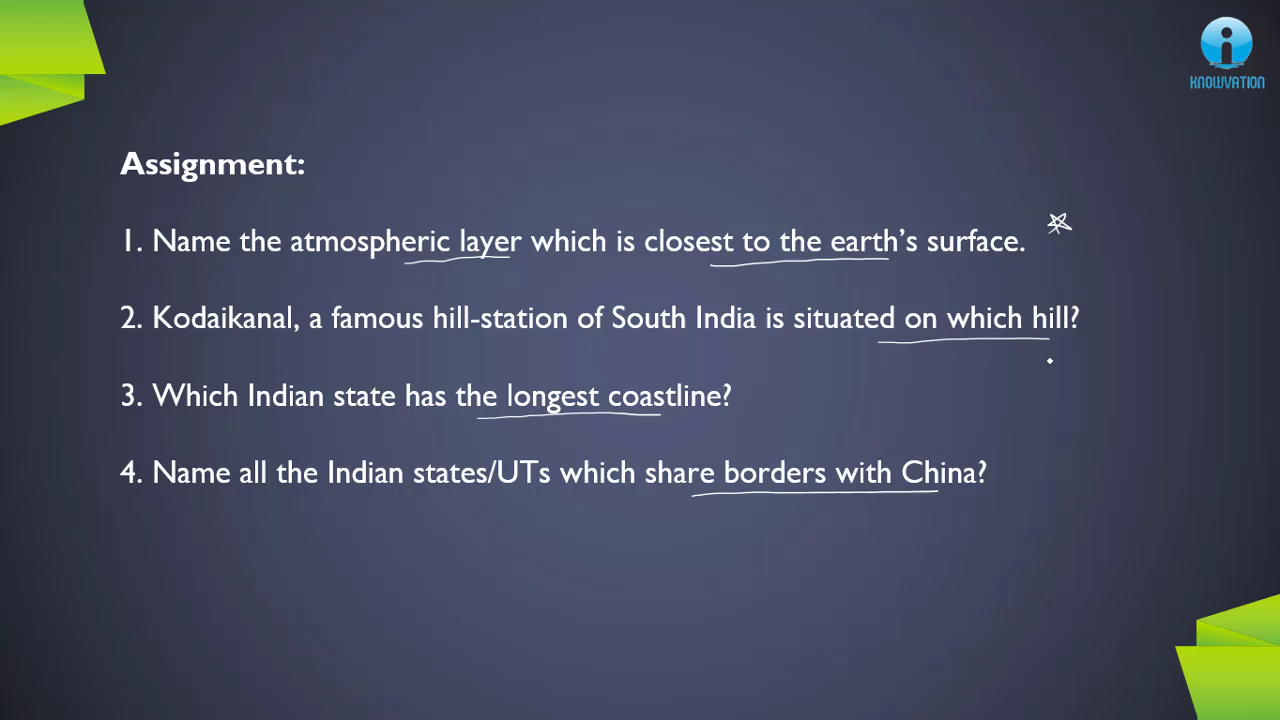 KNOWVATION
Assignment:
1. Name the atmospheric layer which is closest to the earth's surface.
2. Kodaikanal, a famous hill-station of South India is situated on which hill?
3. Which Indian state has the longest coastline?
4. Name all the Indian states/UTs which share borders with China?